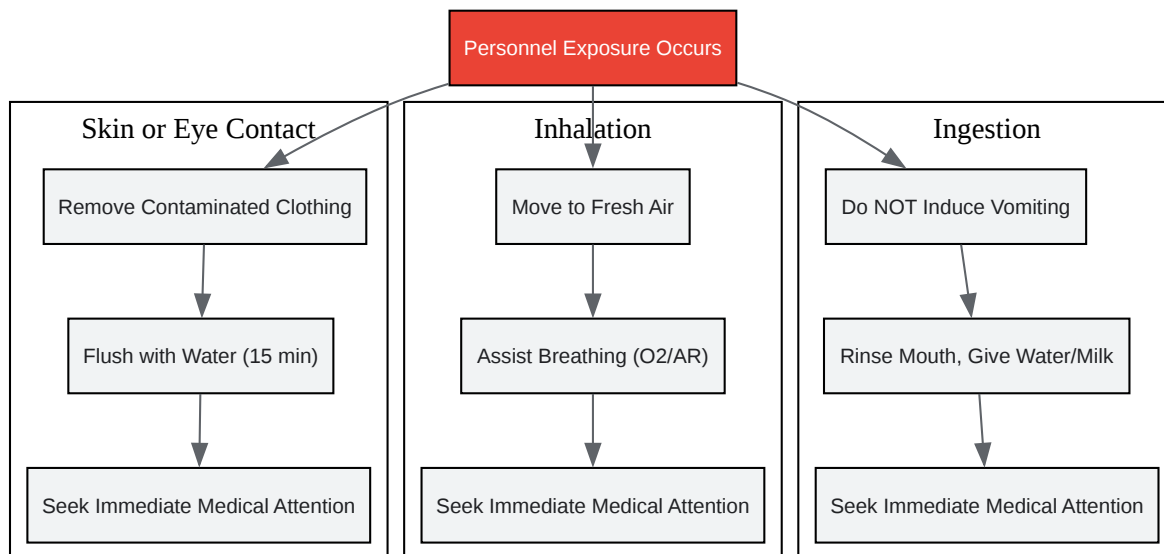 Personnel Exposure Occurs
Skin or Eye Contact
Remove Contaminated Clothing
Flush with Water (15 min)
Seek Immediate Medical Attention
Inhalation
Move to Fresh Air
Assist Breathing (O2/AR)
Seek Immediate Medical Attention
Ingestion
Do NOT Induce Vomiting
Rinse Mouth, Give Water/Milk
Seek Immediate Medical Attention